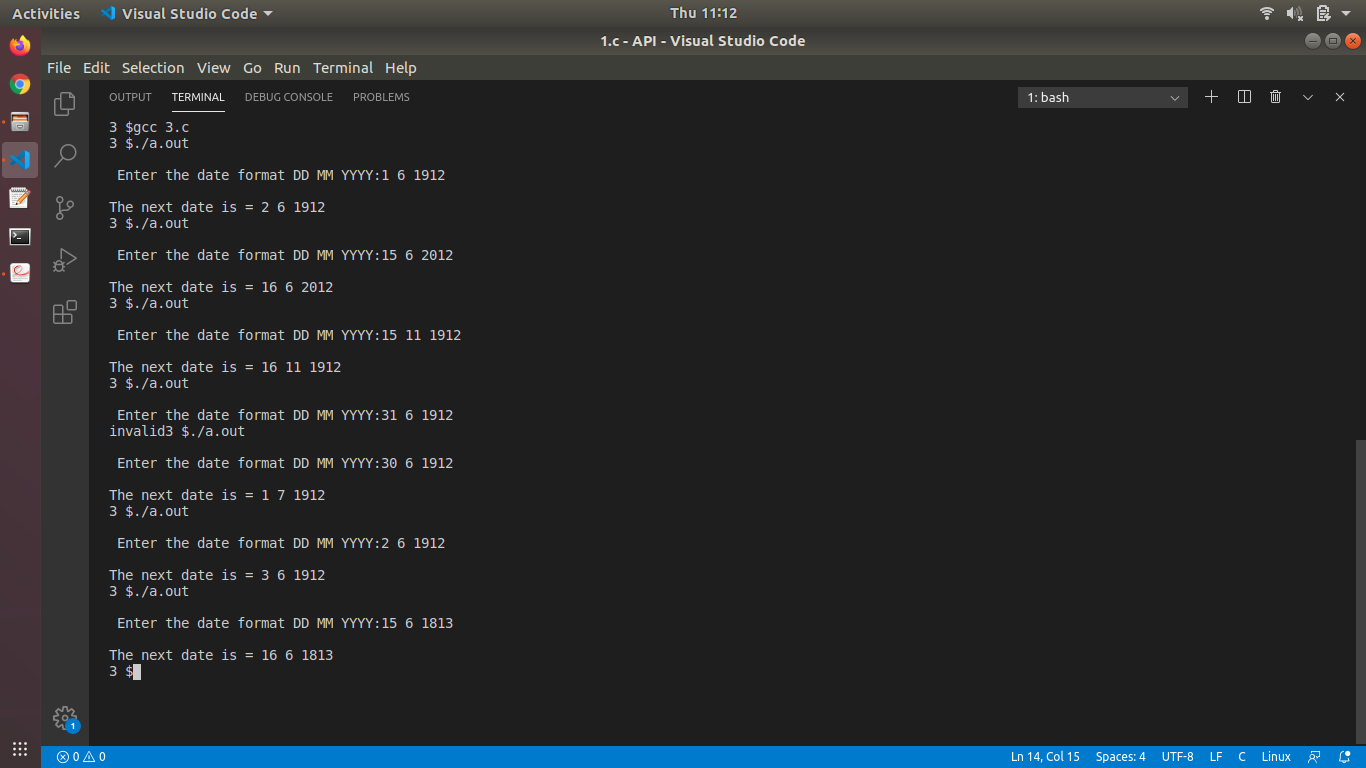 Activities Visual Studio Code Thu 11:12
1.c - API - Visual Studio Code
File Edit Selection View Go Run Terminal Help
OUTPUT TERMINAL DEBUG CONSOLE PROBLEMS 1: bash
3 $gcc 3.c
3 $./a.out
Enter the date format DD MM YYYY:1 6 1912
The next date is = 2 6 1912
3 $./a.out
Enter the date format DD MM YYYY:15 6 2012
The next date is = 16 6 2012
3 $./a.out
Enter the date format DD MM YYYY:15 11 1912
The next date is = 16 11 1912
3 $./a.out
Enter the date format DD MM YYYY:31 6 1912
invalid3 $./a.out
Enter the date format DD MM YYYY:30 6 1912
The next date is = 1 7 1912
3 $./a.out
Enter the date format DD MM YYYY:2 6 1912
The next date is = 3 6 1912
3 $./a.out
Enter the date format DD MM YYYY:15 6 1813
The next date is = 16 6 1813
3 $
1
0 0 Ln 14, Col 15 Spaces: 4 UTF-8 LF C Linux